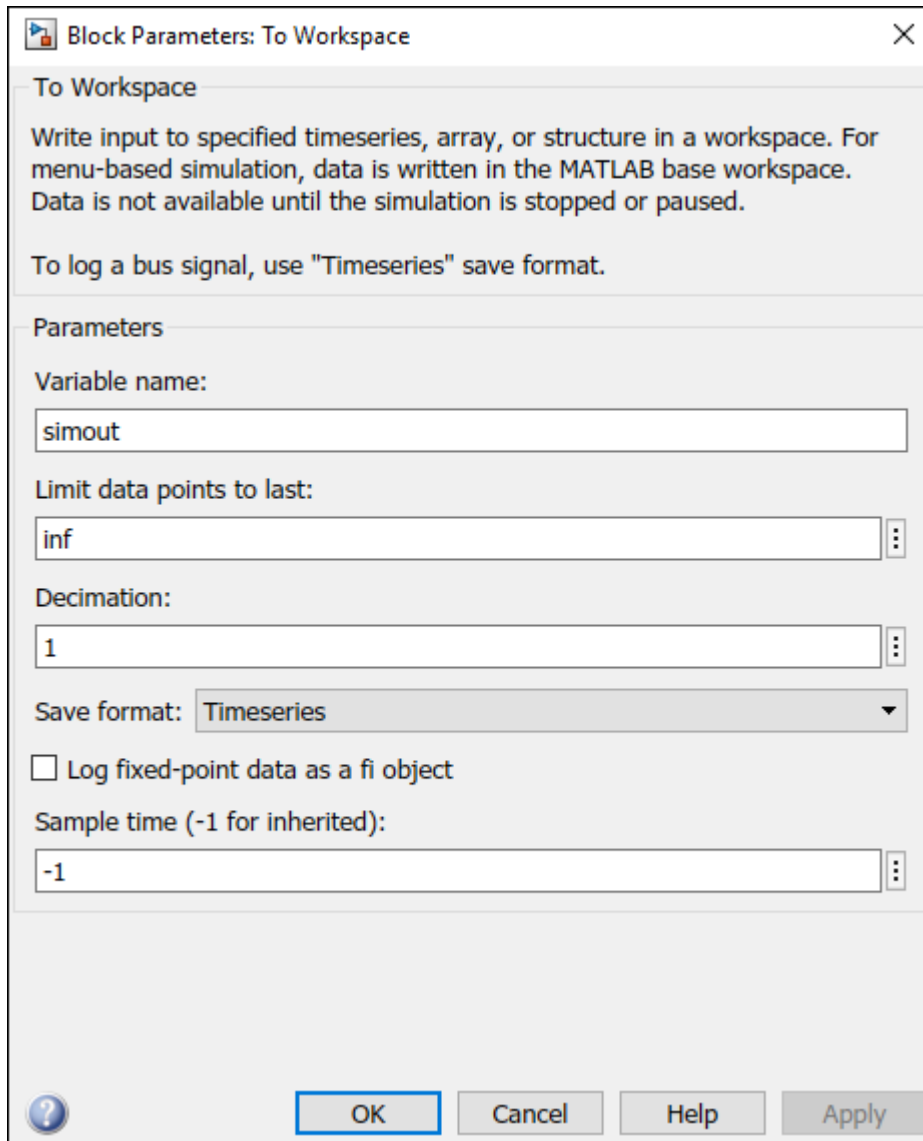 Block Parameters: To Workspace
To Workspace
Write input to specified timeseries, array, or structure in a workspace. For
menu-based simulation, data is written in the MATLAB base workspace.
Data is not available until the simulation is stopped or paused.
To log a bus signal, use "Timeseries" save format.
Parameters
Variable name:
simout
Limit data points to last:
inf
Decimation:
1
Save format: Timeseries
Log fixed-point data as a fi object
Sample time (-1 for inherited):
-1
? OK Cancel Help Apply